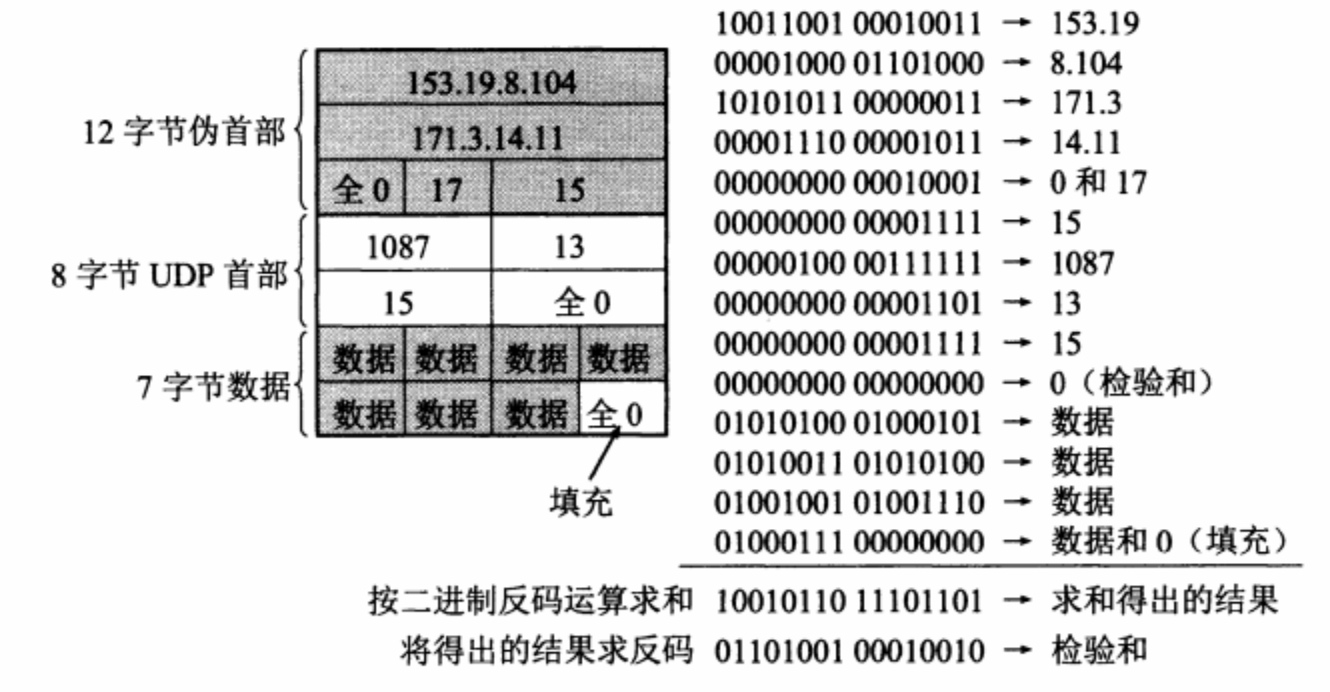 12 字节伪首部
153.19.8.104
171.3.14.11
全 0 17 15
8 字节 UDP 首部
1087 13
15 全 0
7 字节数据
数据 数据 数据 数据
数据 数据 数据 全 0
填充
10011001 00010011 → 153.19
00001000 01101000 → 8.104
10101011 00000011 → 171.3
00001110 00001011 → 14.11
00000000 00010001 → 0 和 17
00000000 00001111 → 15
00000100 00111111 → 1087
00000000 00001101 → 13
00000000 00001111 → 15
00000000 00000000 → 0（检验和）
01010100 01000101 → 数据
01010011 01010100 → 数据
01001001 01001110 → 数据
01000111 00000000 → 数据和 0（填充）
按二进制反码运算求和 10010110 11101101 → 求和得出的结果
将得出的结果求反码 01101001 00010010 → 检验和